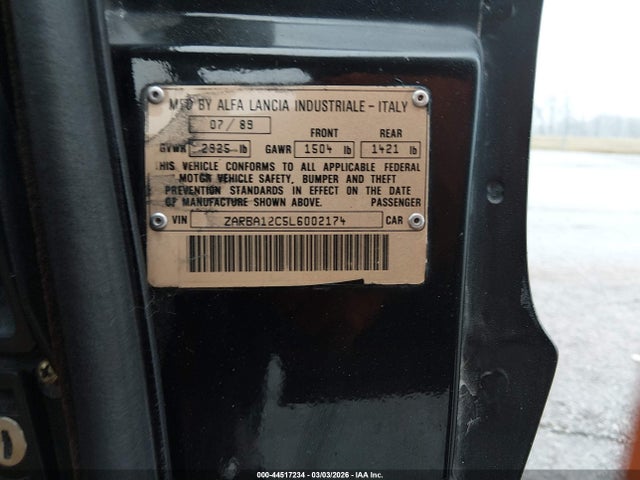 MFD BY ALFA LANCIA INDUSTRIALE - ITALY
07/89 FRONT REAR
GVWR 2925 lb GAWR 1504 lb 1421 lb
THIS VEHICLE CONFORMS TO ALL APPLICABLE FEDERAL
MOTOR VEHICLE SAFETY, BUMPER AND THEFT
PREVENTION STANDARDS IN EFFECT ON THE DATE
OF MANUFACTURE SHOWN ABOVE. PASSENGER
VIN ZARBA12C5L6002174 CAR
000-44517234 - 03/03/2026 - IAA Inc.